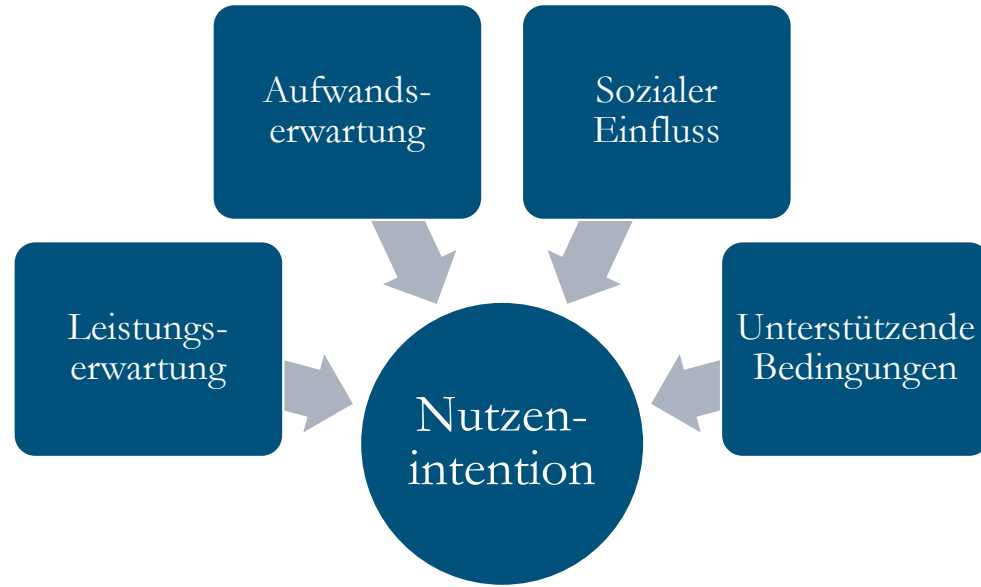 Aufwands-
erwartung
Sozialer
Einfluss
Leistungs-
erwartung
Unterstützende
Bedingungen
Nutzen-
intention